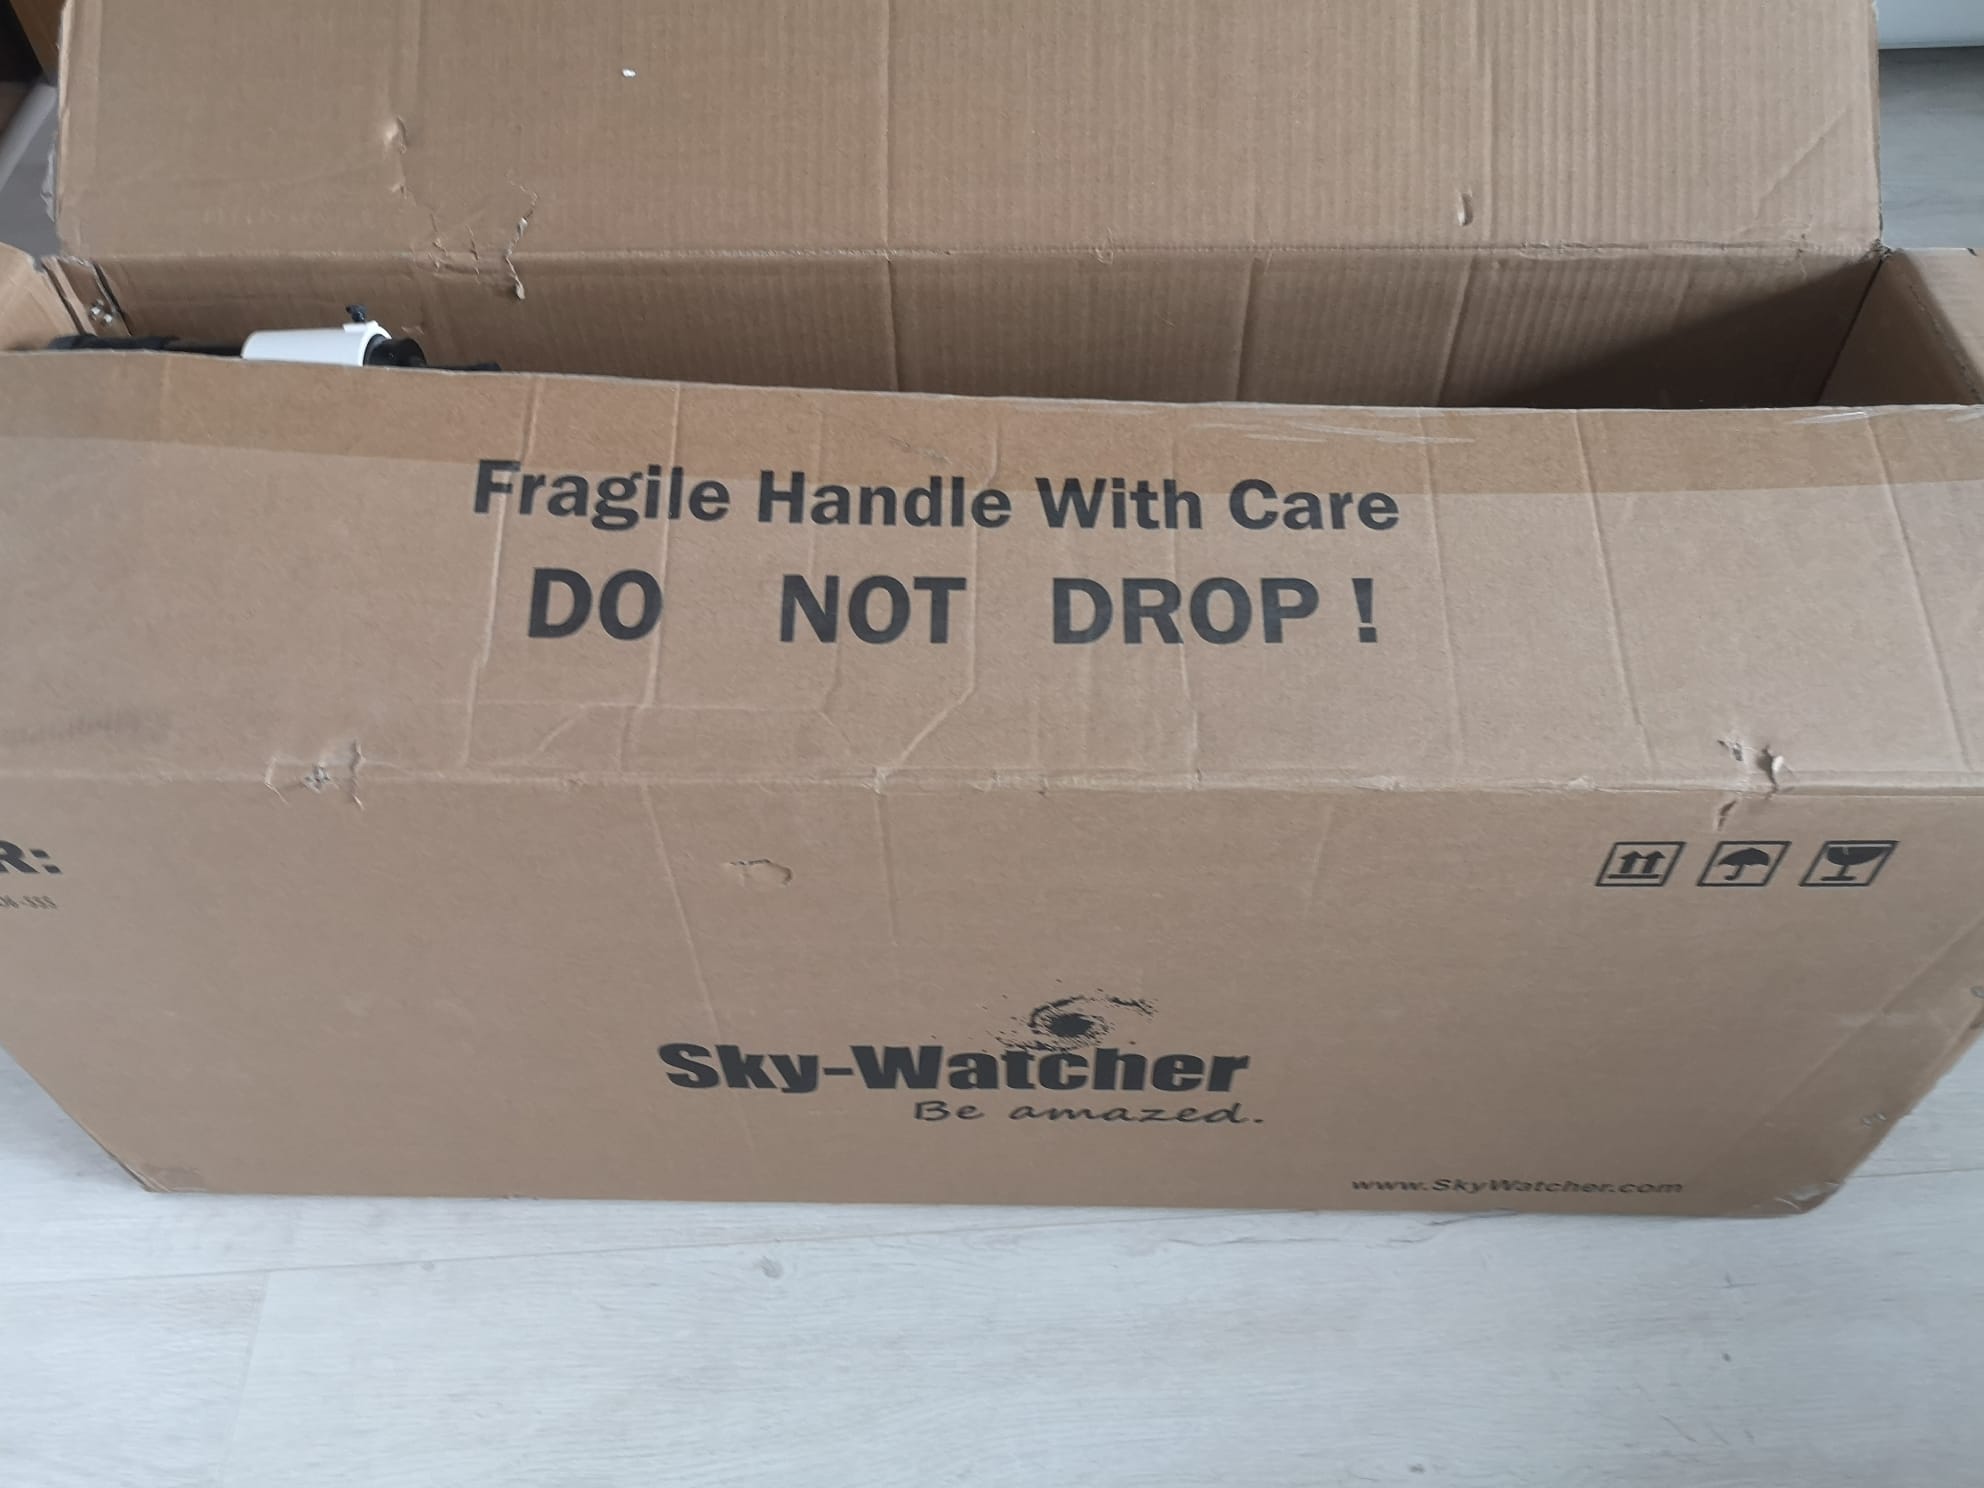 Fragile Handle With Care
DO NOT DROP !
R:
Sky-Watcher
Be amazed.
www.SkyWatcher.com